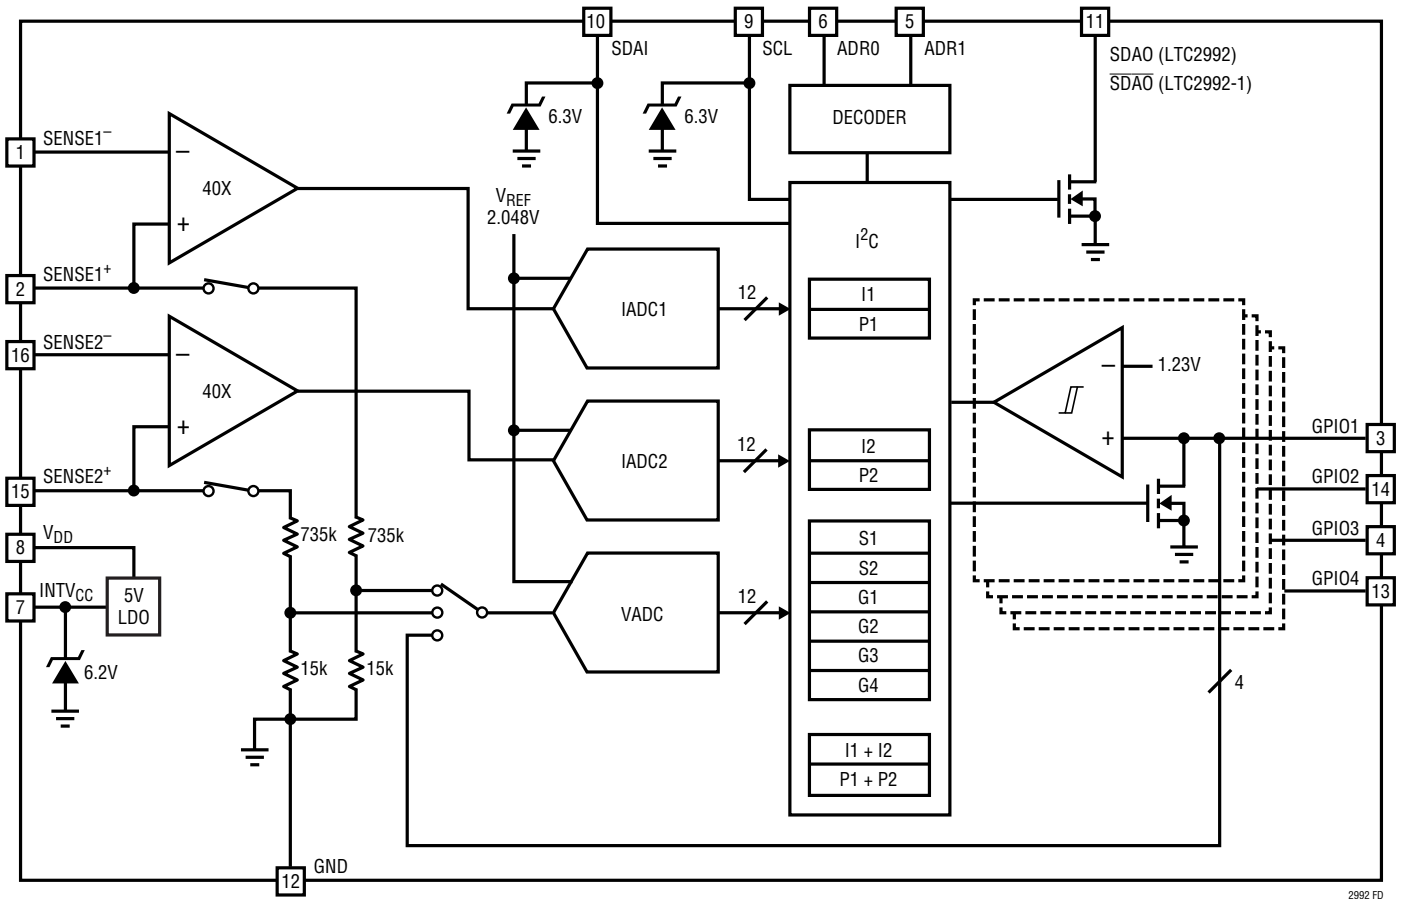 10
9
6
5
11
SDAI
SCL
ADR0
ADR1
SDAO (LTC2992)
SDAO (LTC2992-1)
6.3V
6.3V
DECODER
1
SENSE1–
–
40X
+
VREF
2.048V
I2C
2
SENSE1+
IADC1
12
I1
P1
16
SENSE2–
–
40X
+
–
1.23V
+
IADC2
12
I2
P2
GPIO1
3
GPIO2
14
GPIO3
4
GPIO4
13
15
SENSE2+
8
VDD
735k
735k
7
INTVCC
5V
LDO
6.2V
15k
15k
VADC
12
S1
S2
G1
G2
G3
G4
4
I1 + I2
P1 + P2
12
GND
2992 FD